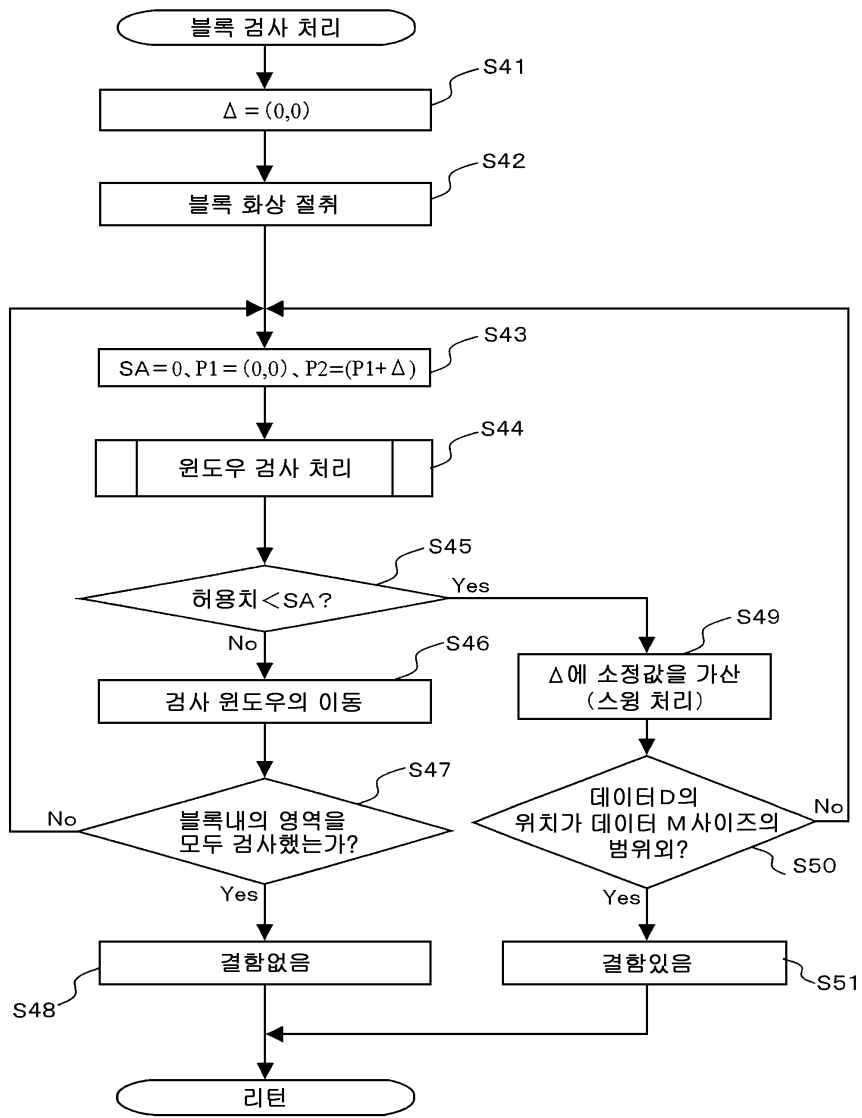 블록 검사 처리
S41
Δ = (0,0)
S42
블록 화상 절취
S43
SA=0、P1=(0,0)、P2=(P1+Δ)
S44
윈도우 검사 처리
S45
허용치<SA?
Yes
No
S46
S49
Δ에 소정값을 가산
(스윙 처리)
검사 윈도우의 이동
S47
No
블록내의 영역을
모두 검사했는가?
데이터D의
위치가 데이터 M사이즈의
범위외?
No
S50
Yes
Yes
결함없음
S48
결함있음
S51
리턴